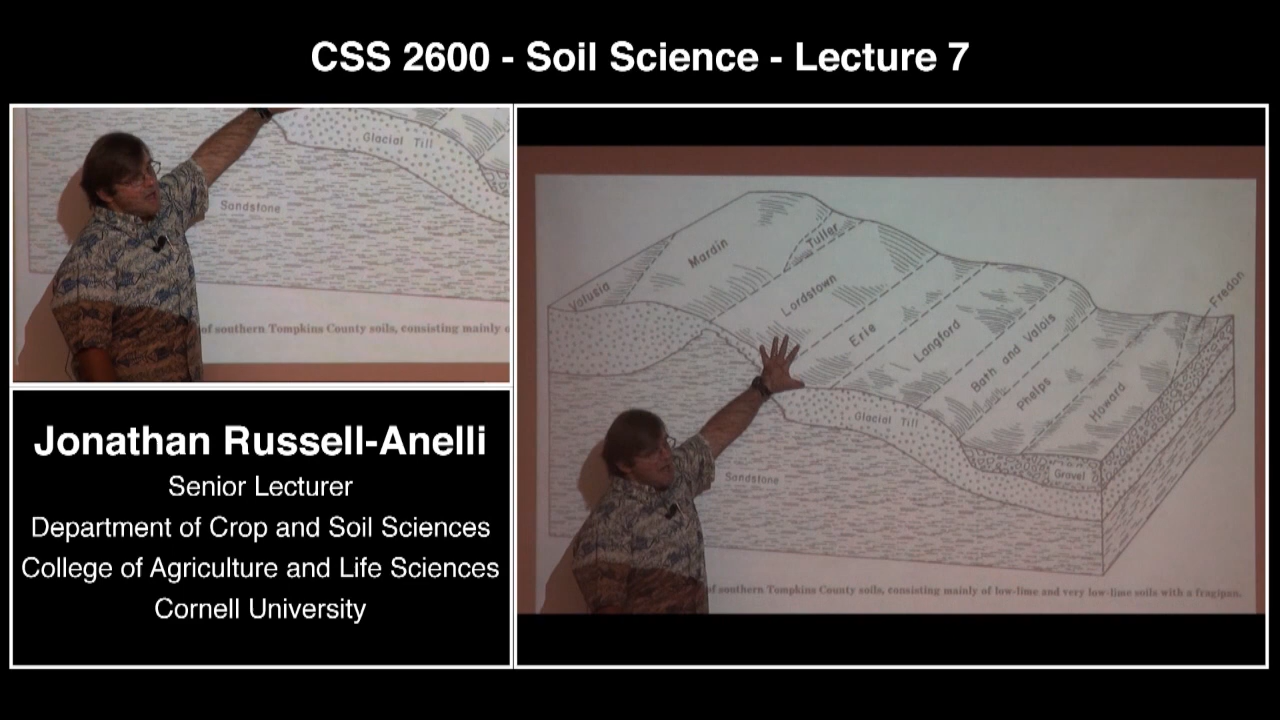 CSS 2600 - Soil Science - Lecture 7
Glacial Till
Sandstone
of southern Tompkins County soils, consisting mainly
Jonathan Russell-Anelli
Senior Lecturer
Department of Crop and Soil Sciences
College of Agriculture and Life Sciences
Cornell University
Volusia
Mardin
Tuller
Lordstown
Erie
Langford
Bath and Valois
Phelps
Howard
Fredon
Glacial Till
Gravel
Sandstone
of southern Tompkins County soils, consisting mainly of low-lime and very low-lime soils with a fragipan.